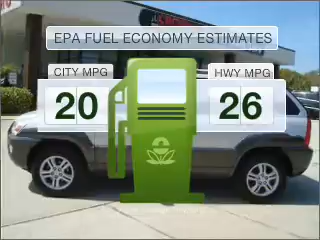 EPA FUEL ECONOMY ESTIMATES
CITY MPG
HWY MPG
20
26